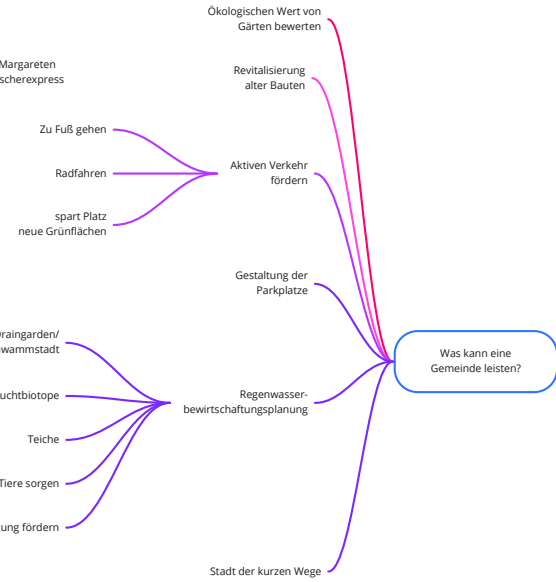 Ökologischen Wert von
Gärten bewerten
Margareten
scherexpress
Revitalisierung
alter Bauten
Zu Fuß gehen
Radfahren
spart Platz
neue Grünflächen
Aktiven Verkehr
fördern
Gestaltung der
Parkplatze
Was kann eine
Gemeinde leisten?
Draingarden/
wammstadt
uchtbiotope
Teiche
Tiere sorgen
ung fördern
Regenwasser-
bewirtschaftungsplanung
Stadt der kurzen Wege